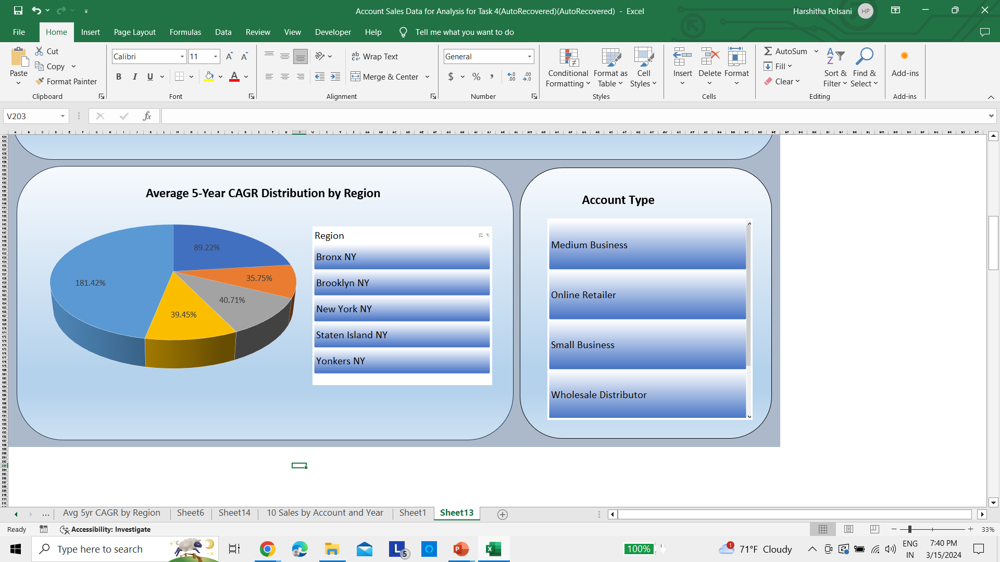 Account Sales Data for Analysis for Task 4(AutoRecovered)(AutoRecovered) - Excel
Harshitha Polsani HP
File Home Insert Page Layout Formulas Data Review View Developer Help Tell me what you want to do
Paste
Cut
Copy
Format Painter
Clipboard
Calibri 11
B I U A
Font
ab Wrap Text
Merge & Center
Alignment
General
$ % ,
Number
Conditional Formatting
Format as Table
Cell Styles
Styles
Insert
Delete
Format
Cells
AutoSum
Fill
Clear
Sort & Filter
Find & Select
Editing
Add-ins
Add-ins
V203
fx
Average 5-Year CAGR Distribution by Region
89.22%
35.75%
40.71%
39.45%
181.42%
Region
Bronx NY
Brooklyn NY
New York NY
Staten Island NY
Yonkers NY
Account Type
Medium Business
Online Retailer
Small Business
Wholesale Distributor
... Avg 5yr CAGR by Region Sheet6 Sheet14 10 Sales by Account and Year Sheet1 Sheet13
Ready Accessibility: Investigate 33%
Type here to search
L 5
100%
1
71°F Cloudy
ENG
IN
7:40 PM
3/15/2024